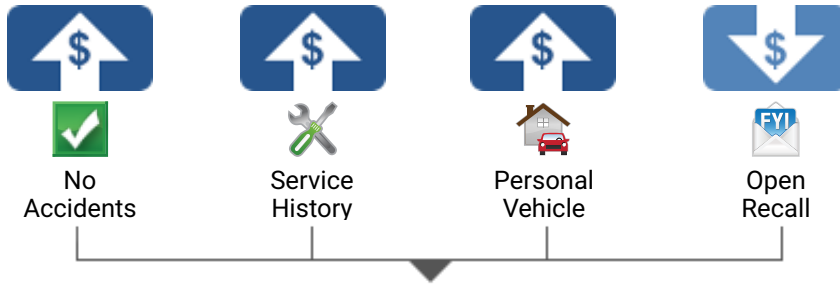 $ $ $ $
FYI
No Accidents
Service History
Personal Vehicle
Open Recall